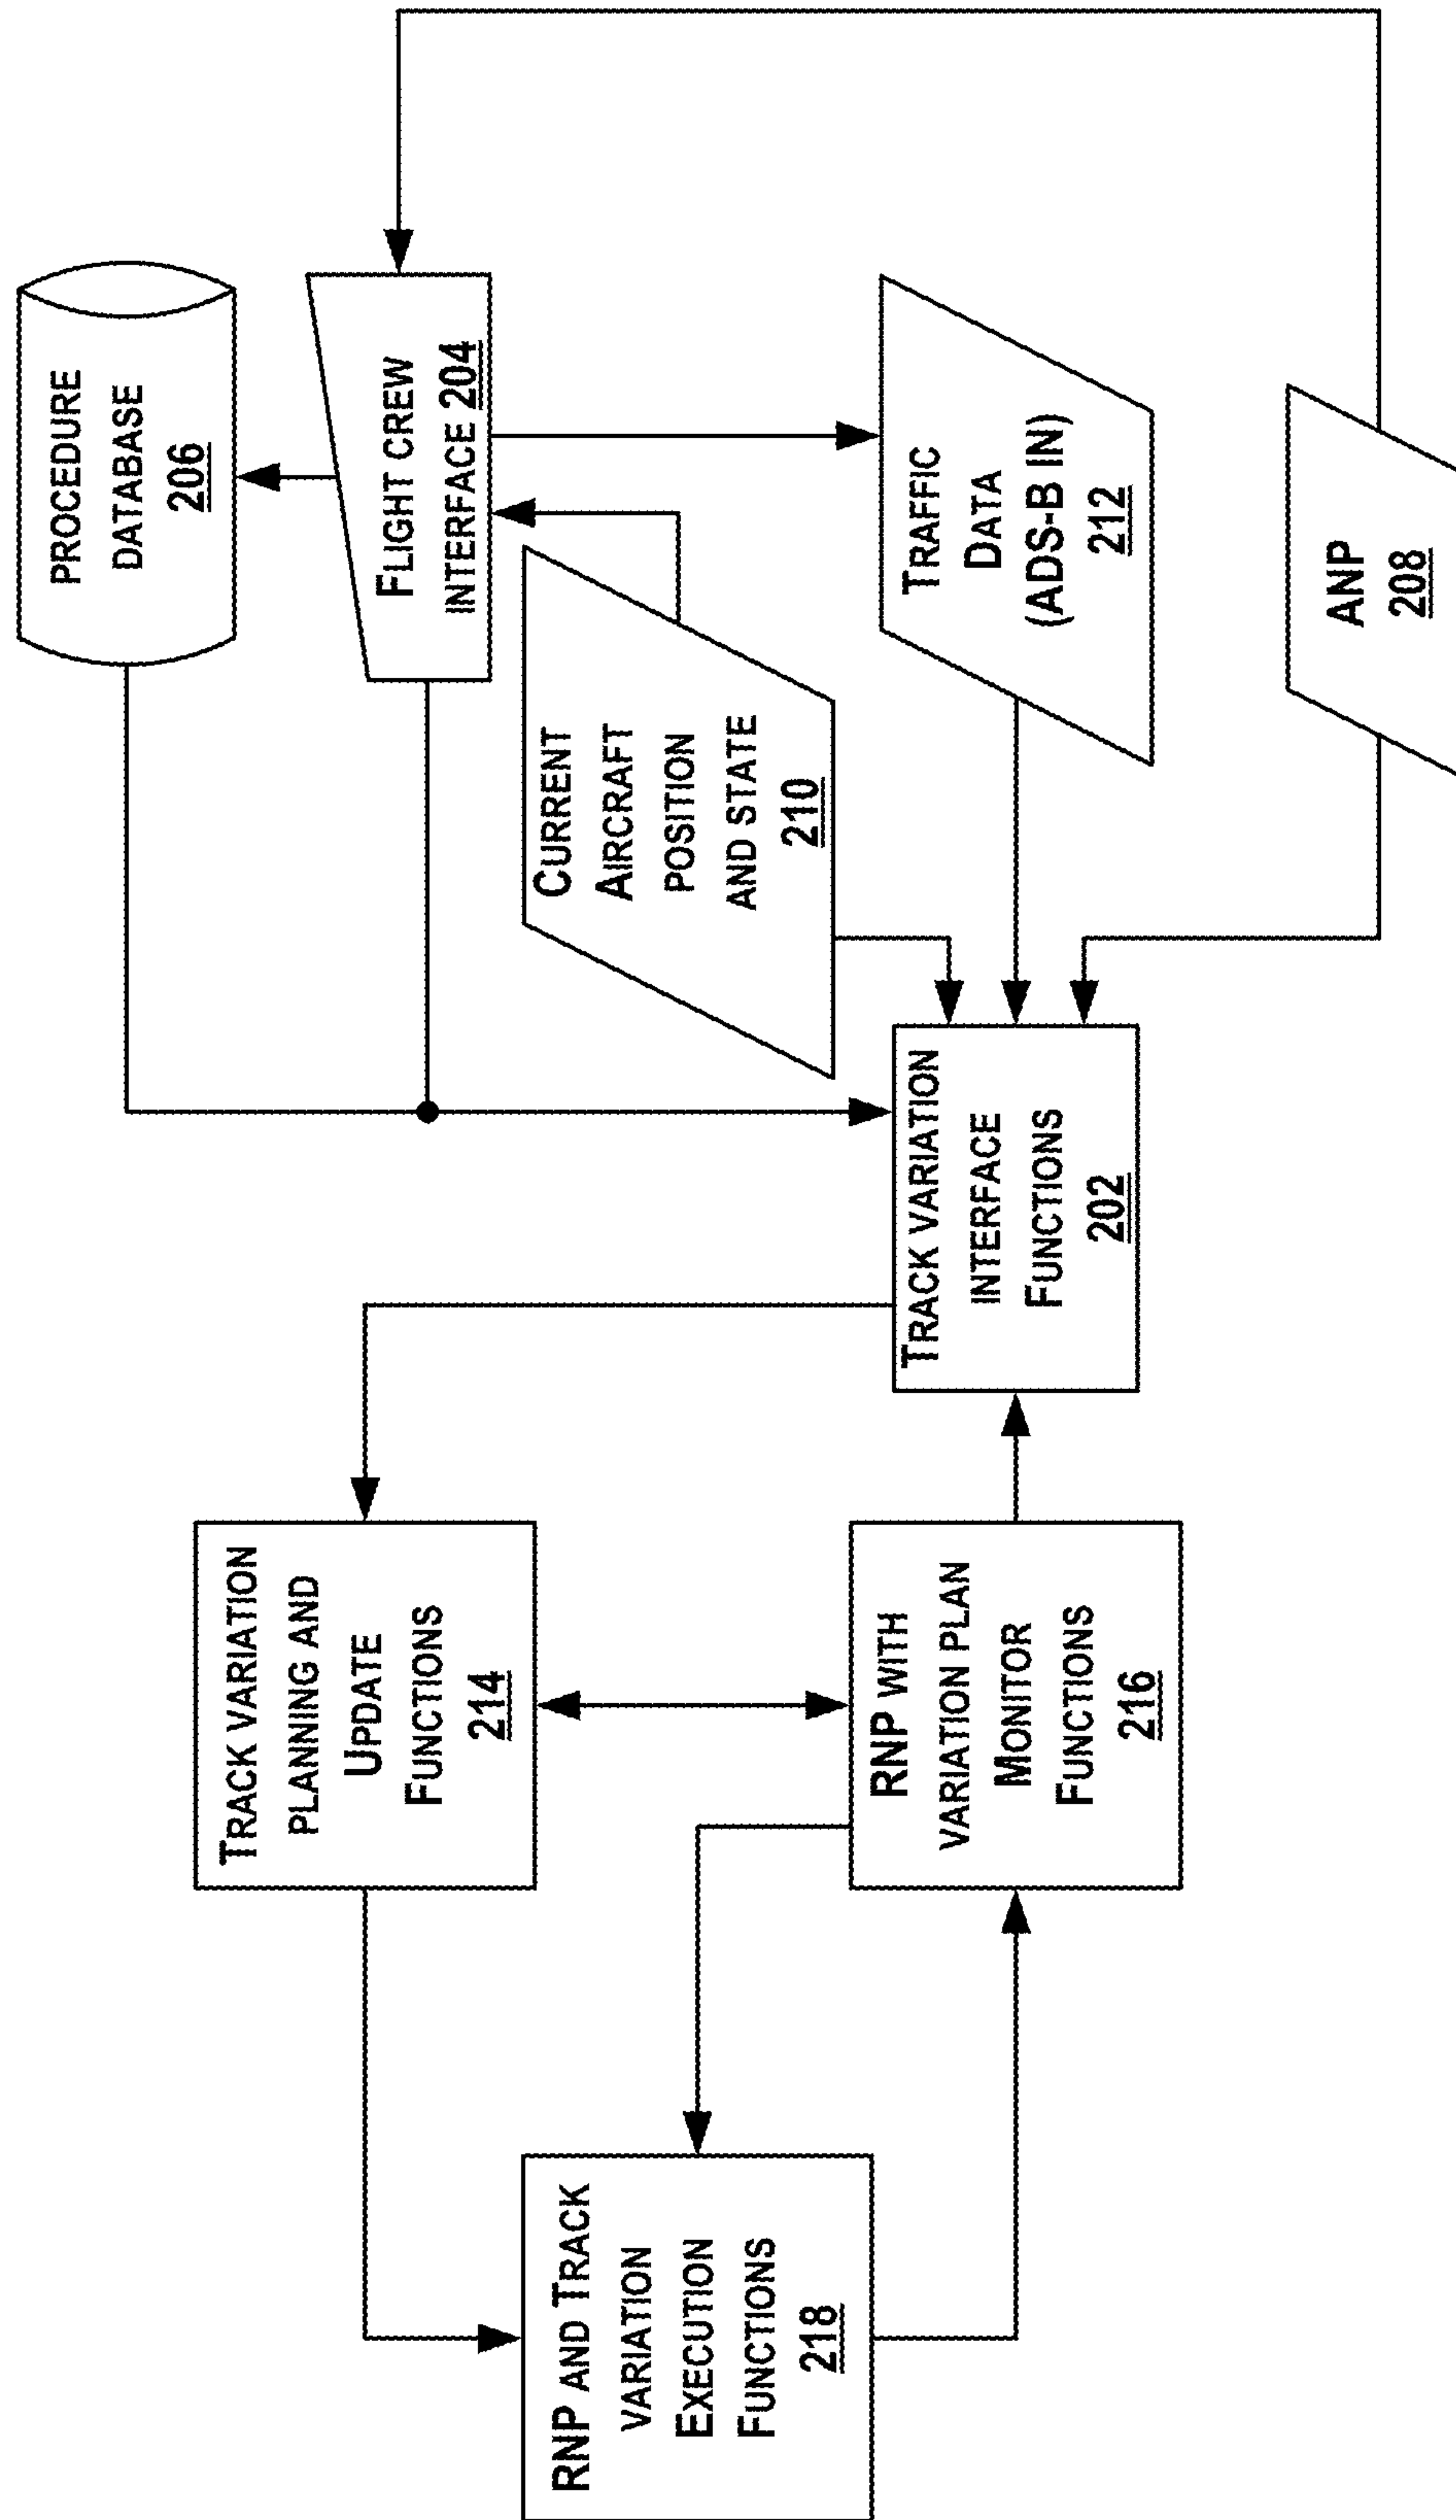 PROCEDURE
DATABASE
206
FLIGHT CREW
INTERFACE 204
CURRENT
AIRCRAFT
POSITION
AND STATE
210
TRAFFIC
DATA
(ADS-B IN)
212
ANP
208
TRACK VARIATION
INTERFACE
FUNCTIONS
202
TRACK VARIATION
PLANNING AND
UPDATE
FUNCTIONS
214
RNP WITH
VARIATION PLAN
MONITOR
FUNCTIONS
216
RNP AND TRACK
VARIATION
EXECUTION
FUNCTIONS
218